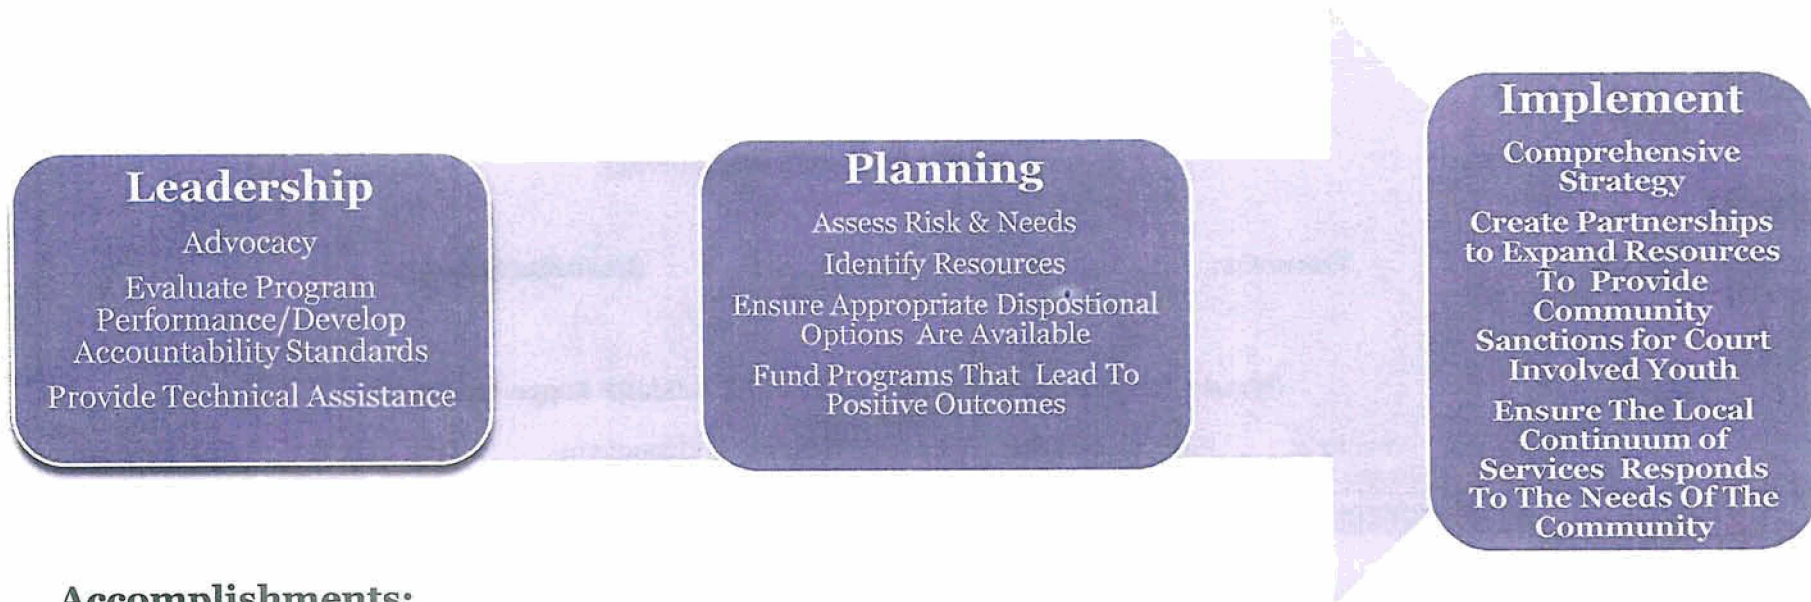 Leadership
Advocacy
Evaluate Program
Performance/Develop
Accountability Standards
Provide Technical Assistance
Planning
Assess Risk & Needs
Identify Resources
Ensure Appropriate Dispostional
Options Are Available
Fund Programs That Lead To
Positive Outcomes
Implement
Comprehensive
Strategy
Create Partnerships
to Expand Resources
To Provide
Community
Sanctions for Court
Involved Youth
Ensure The Local
Continuum of
Services Responds
To The Needs Of The
Community
Accomplishments: